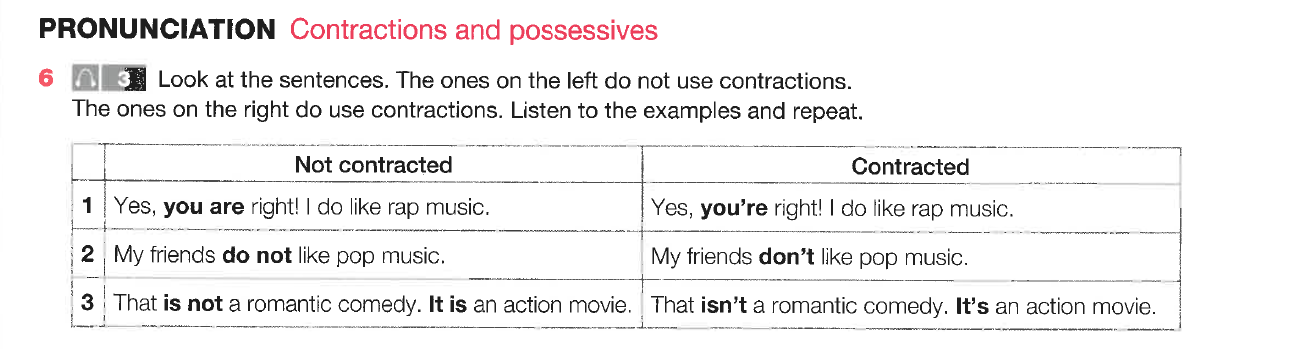 PRONUNCIATION Contractions and possessives
6 3 Look at the sentences. The ones on the left do not use contractions.
The ones on the right do use contractions. Listen to the examples and repeat.
Not contracted Contracted
1 Yes, you are right! I do like rap music. Yes, you're right! I do like rap music.
2 My friends do not like pop music. My friends don't like pop music.
3 That is not a romantic comedy. It is an action movie. That isn't a romantic comedy. It's an action movie.